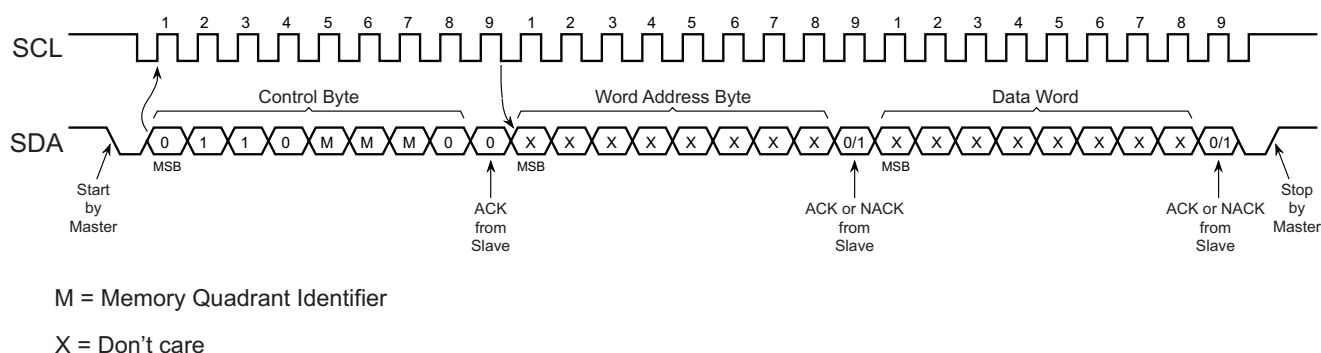 1 2 3 4 5 6 7 8 9 1 2 3 4 5 6 7 8 9 1 2 3 4 5 6 7 8 9
SCL
Control Byte Word Address Byte Data Word
SDA 0 1 1 0 M M M 0 0 X X X X X X X X 0/1 X X X X X X X X 0/1
MSB MSB MSB
Start
by
Master
ACK
from
Slave
ACK or NACK
from
Slave
ACK or NACK
from
Slave
Stop
by
Master
M = Memory Quadrant Identifier
X = Don't care